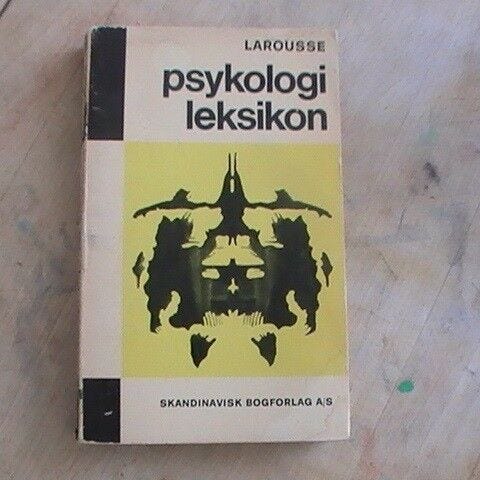 LAROUSSE
psykologi
leksikon
SKANDINAVISK BOGFORLAG A/S